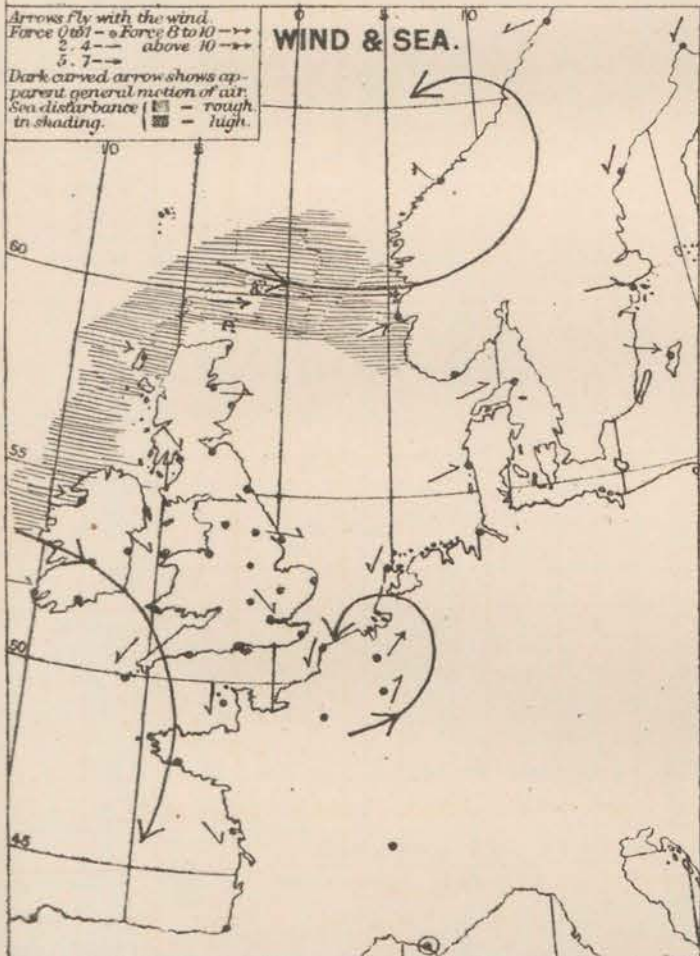 Arrows fly with the wind.
Force 0 to 1 - Force 8 to 10 -
2. 4 - above 10 -
5. 7 -
Dark curved arrow shows ap-
parent general motion of air.
Sea disturbance { - rough.
in shading. { - high.
WIND & SEA.
0 5 10
10 5
60
55
50
45